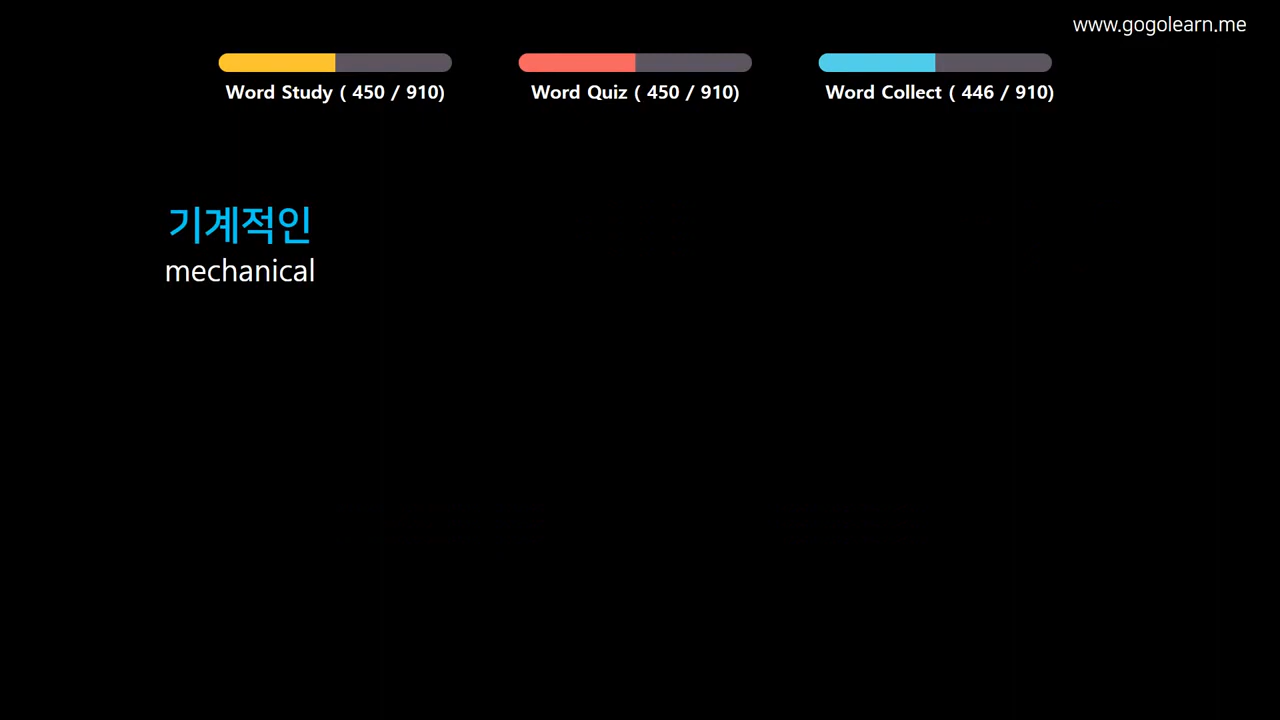 www.gogolearn.me
Word Study ( 450 / 910)
Word Quiz ( 450 / 910)
Word Collect ( 446 / 910)
기계적인
mechanical